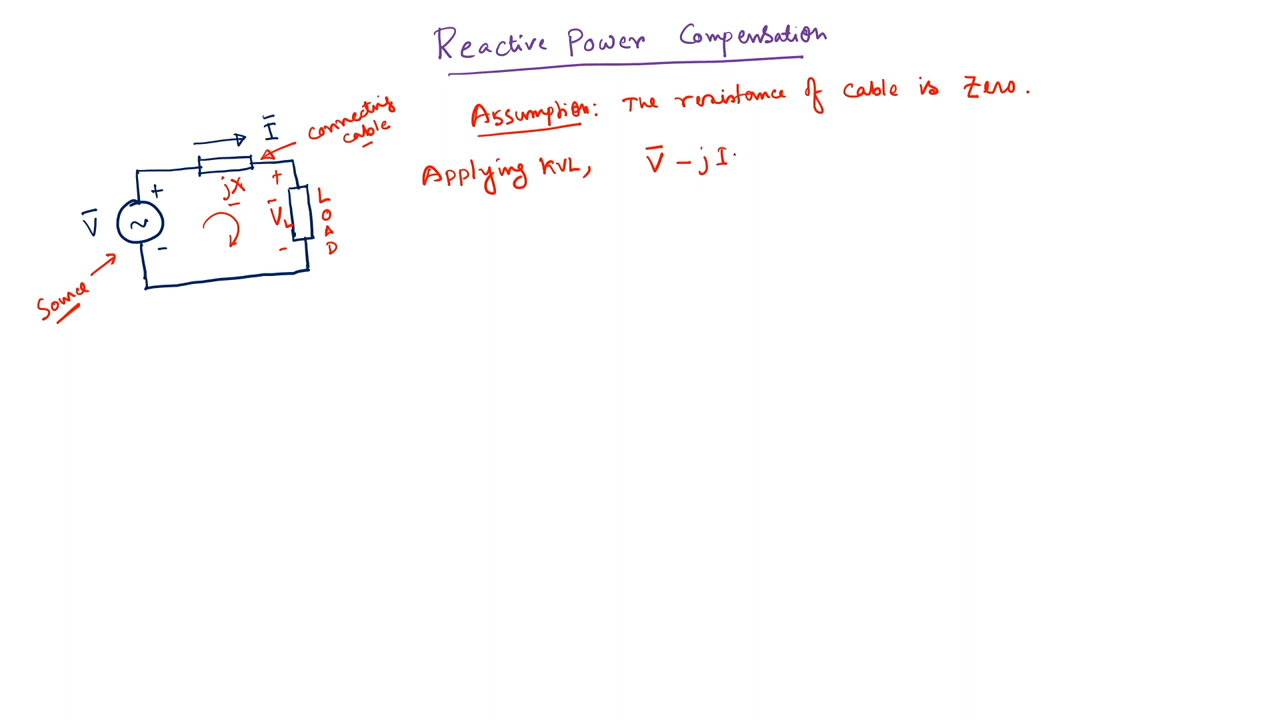 Reactive Power Compensation
Assumption: The resistance of cable is Zero.
Applying KVL, V̅ - jI.
I̅
connecting
cable
+
jX
+
V̅
V̅L
LOAD
-
-
Source